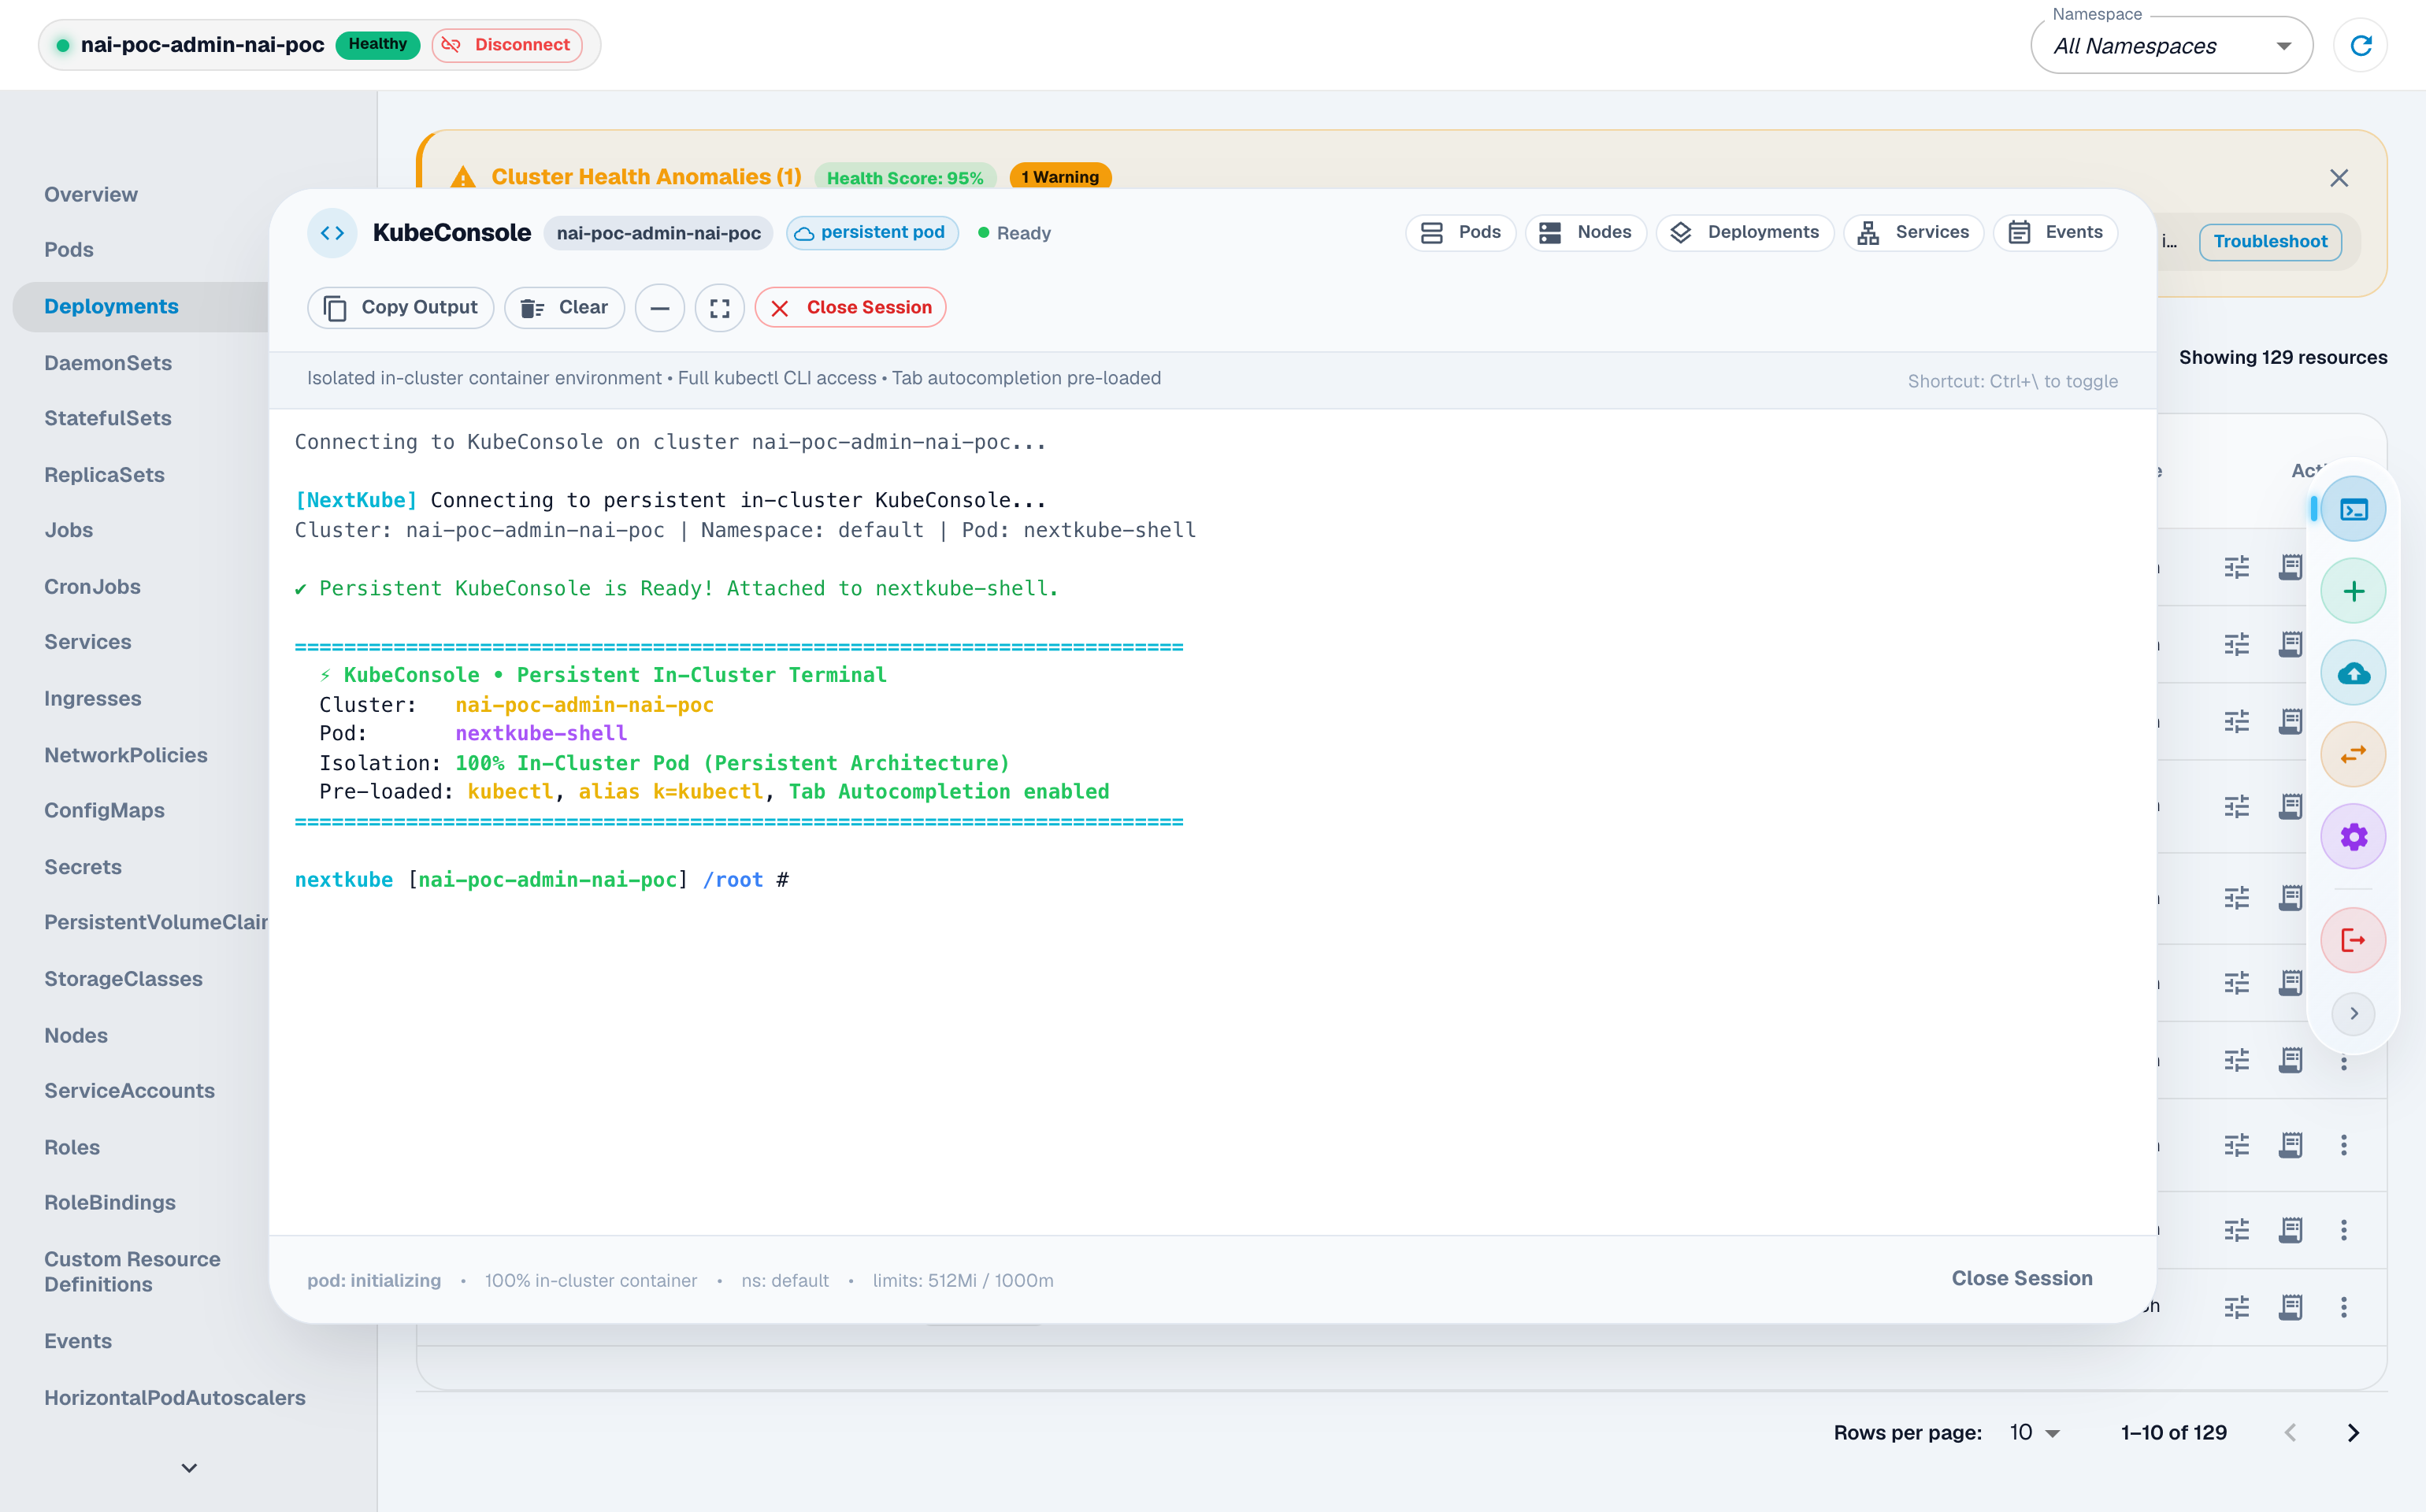 nai-poc-admin-nai-poc Healthy Disconnect
Namespace
All Namespaces
Overview
Pods
Deployments
DaemonSets
StatefulSets
ReplicaSets
Jobs
CronJobs
Services
Ingresses
NetworkPolicies
ConfigMaps
Secrets
PersistentVolumeClaim
StorageClasses
Nodes
ServiceAccounts
Roles
RoleBindings
Custom Resource
Definitions
Events
HorizontalPodAutoscalers
Cluster Health Anomalies (1) Health Score: 95% 1 Warning
i... Troubleshoot
Showing 129 resources
KubeConsole nai-poc-admin-nai-poc persistent pod Ready
Pods Nodes Deployments Services Events
Copy Output Clear Close Session
Isolated in-cluster container environment • Full kubectl CLI access • Tab autocompletion pre-loaded
Shortcut: Ctrl+\ to toggle
Connecting to KubeConsole on cluster nai-poc-admin-nai-poc...
[NextKube] Connecting to persistent in-cluster KubeConsole...
Cluster: nai-poc-admin-nai-poc | Namespace: default | Pod: nextkube-shell
✔ Persistent KubeConsole is Ready! Attached to nextkube-shell.
========================================================================
⚡ KubeConsole • Persistent In-Cluster Terminal
Cluster: nai-poc-admin-nai-poc
Pod: nextkube-shell
Isolation: 100% In-Cluster Pod (Persistent Architecture)
Pre-loaded: kubectl, alias k=kubectl, Tab Autocompletion enabled
========================================================================
nextkube [nai-poc-admin-nai-poc] /root #
pod: initializing • 100% in-cluster container • ns: default • limits: 512Mi / 1000m
Close Session
Rows per page: 10 1–10 of 129